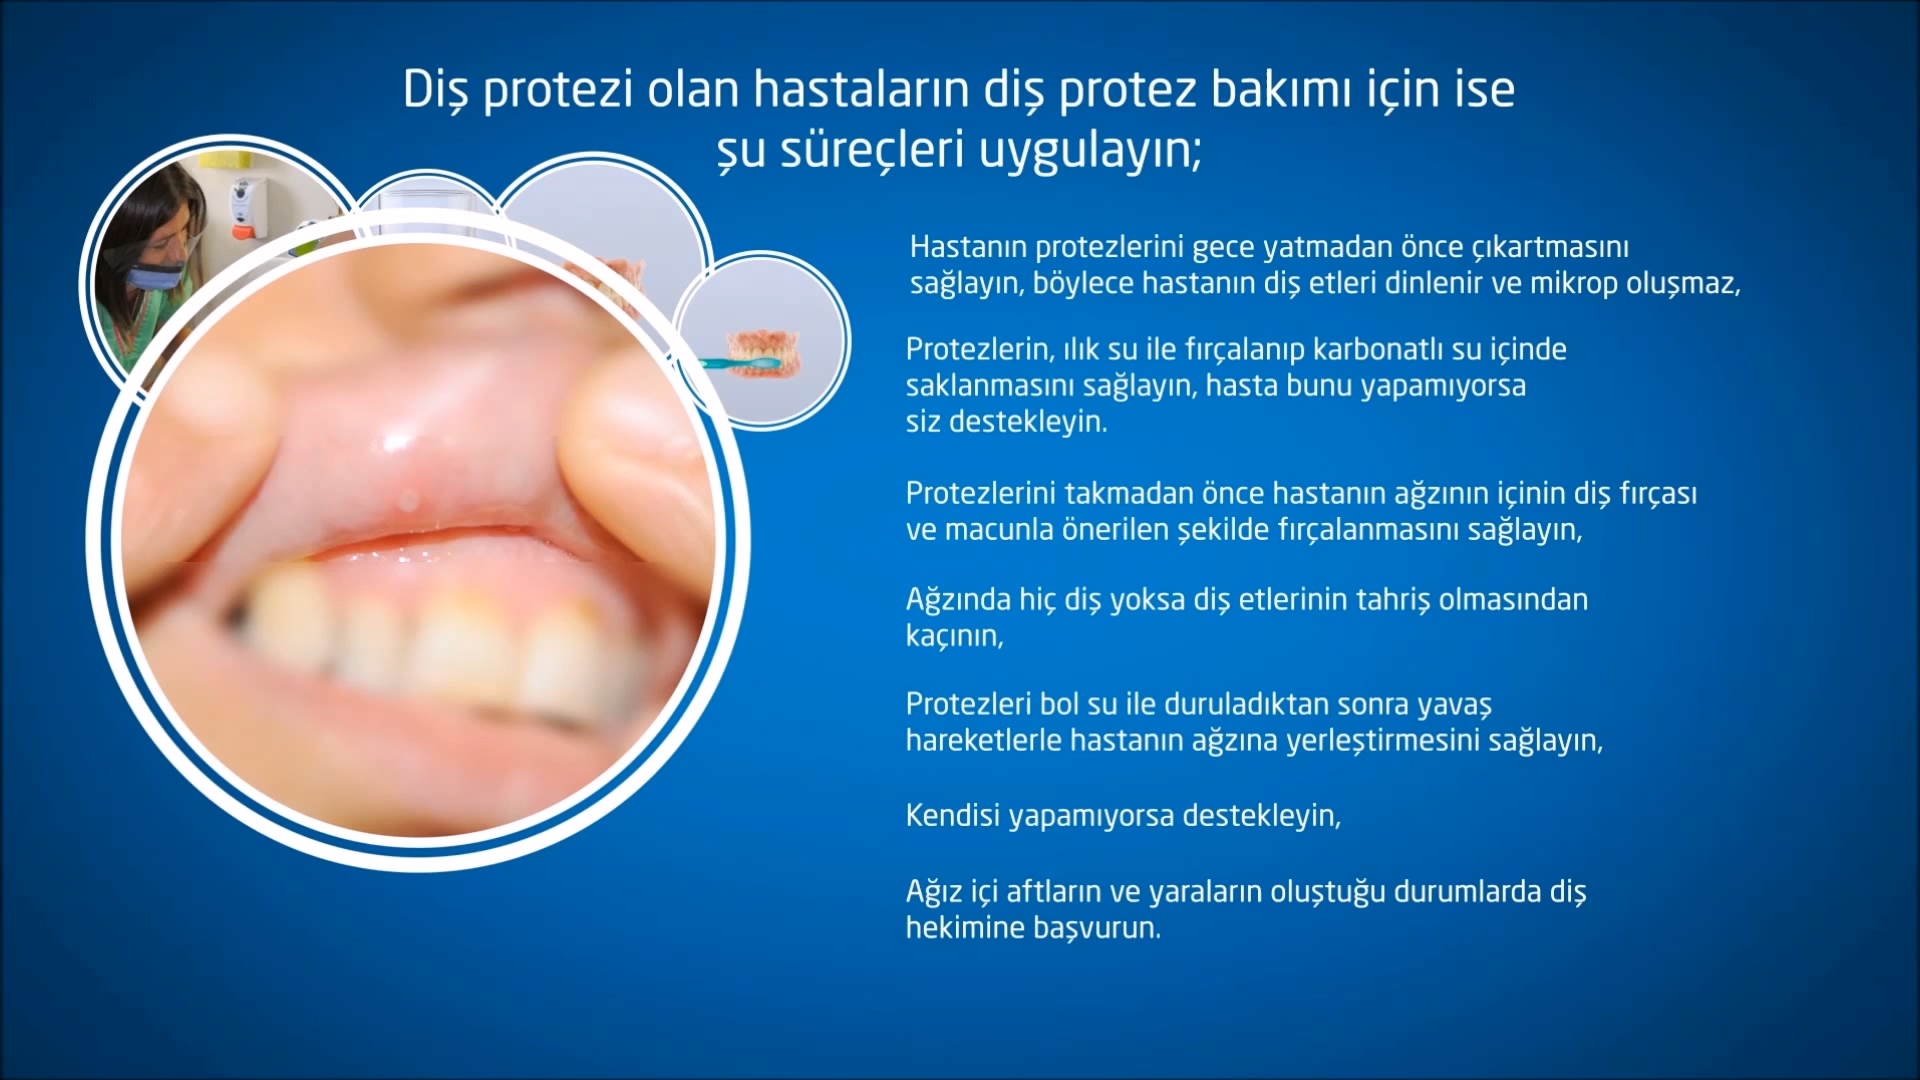 Diş protezi olan hastaların diş protez bakımı için ise
şu süreçleri uygulayın;
Hastanın protezlerini gece yatmadan önce çıkartmasını
sağlayın, böylece hastanın diş etleri dinlenir ve mikrop oluşmaz,
Protezlerin, ılık su ile fırçalanıp karbonatlı su içinde
saklanmasını sağlayın, hasta bunu yapamıyorsa
siz destekleyin.
Protezlerini takmadan önce hastanın ağzının içinin diş fırçası
ve macunla önerilen şekilde fırçalanmasını sağlayın,
Ağzında hiç diş yoksa diş etlerinin tahriş olmasından
kaçının,
Protezleri bol su ile duruladıktan sonra yavaş
hareketlerle hastanın ağzına yerleştirmesini sağlayın,
Kendisi yapamıyorsa destekleyin,
Ağız içi aftların ve yaraların oluştuğu durumlarda diş
hekimine başvurun.